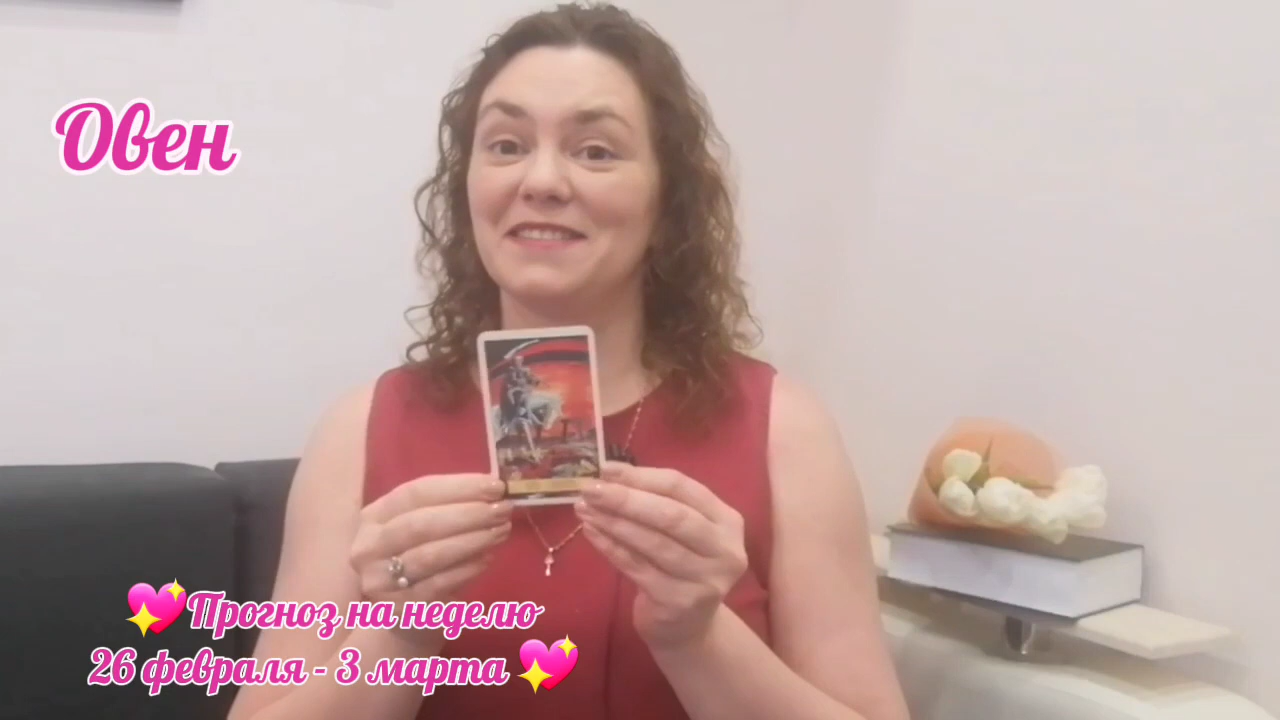 Овен
💖Прогноз на неделю
26 февраля - 3 марта 💖